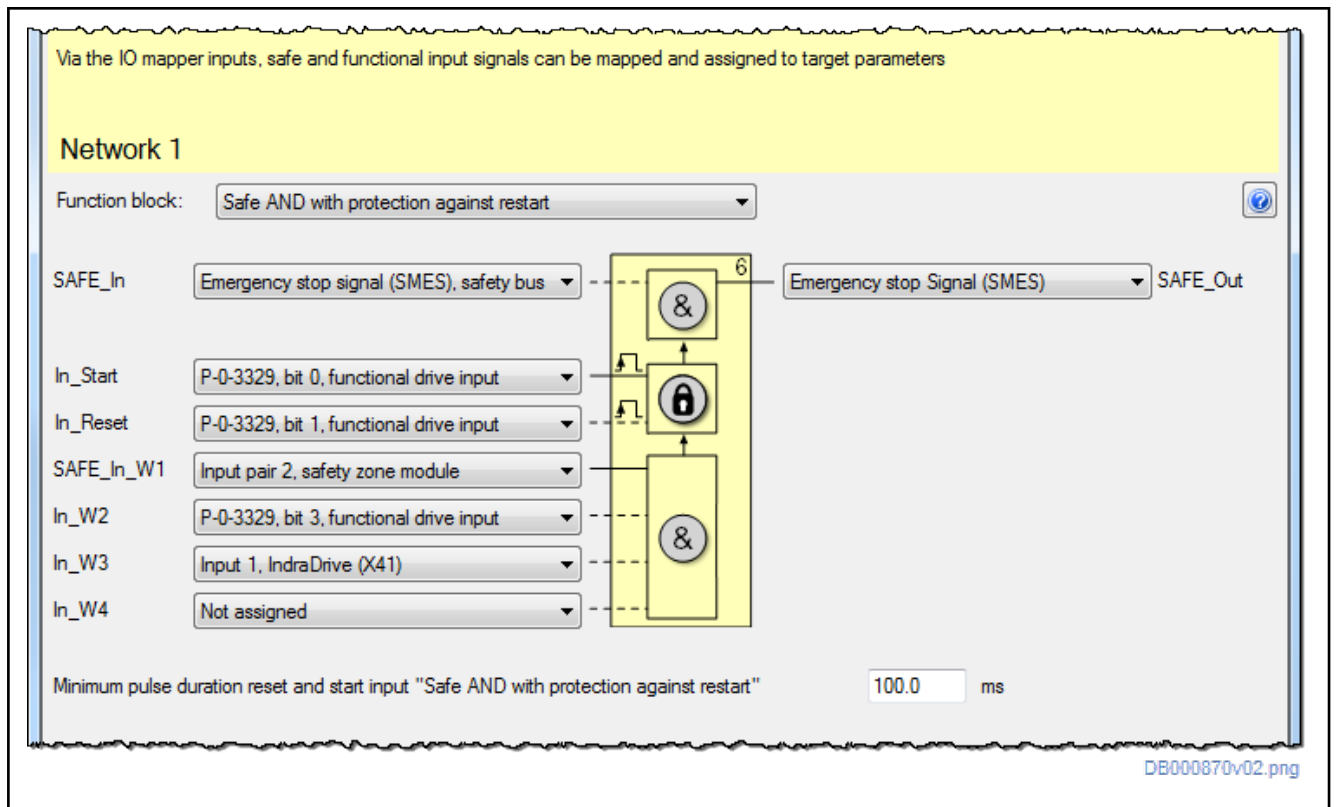 Via the IO mapper inputs, safe and functional input signals can be mapped and assigned to target parameters
Network 1
Function block: Safe AND with protection against restart
SAFE_In Emergency stop signal (SMES), safety bus & 6 Emergency stop Signal (SMES) SAFE_Out
In_Start P-0-3329, bit 0, functional drive input
In_Reset P-0-3329, bit 1, functional drive input
SAFE_In_W1 Input pair 2, safety zone module
In_W2 P-0-3329, bit 3, functional drive input &
In_W3 Input 1, IndraDrive (X41)
In_W4 Not assigned
Minimum pulse duration reset and start input "Safe AND with protection against restart" 100.0 ms
DB000870v02.png